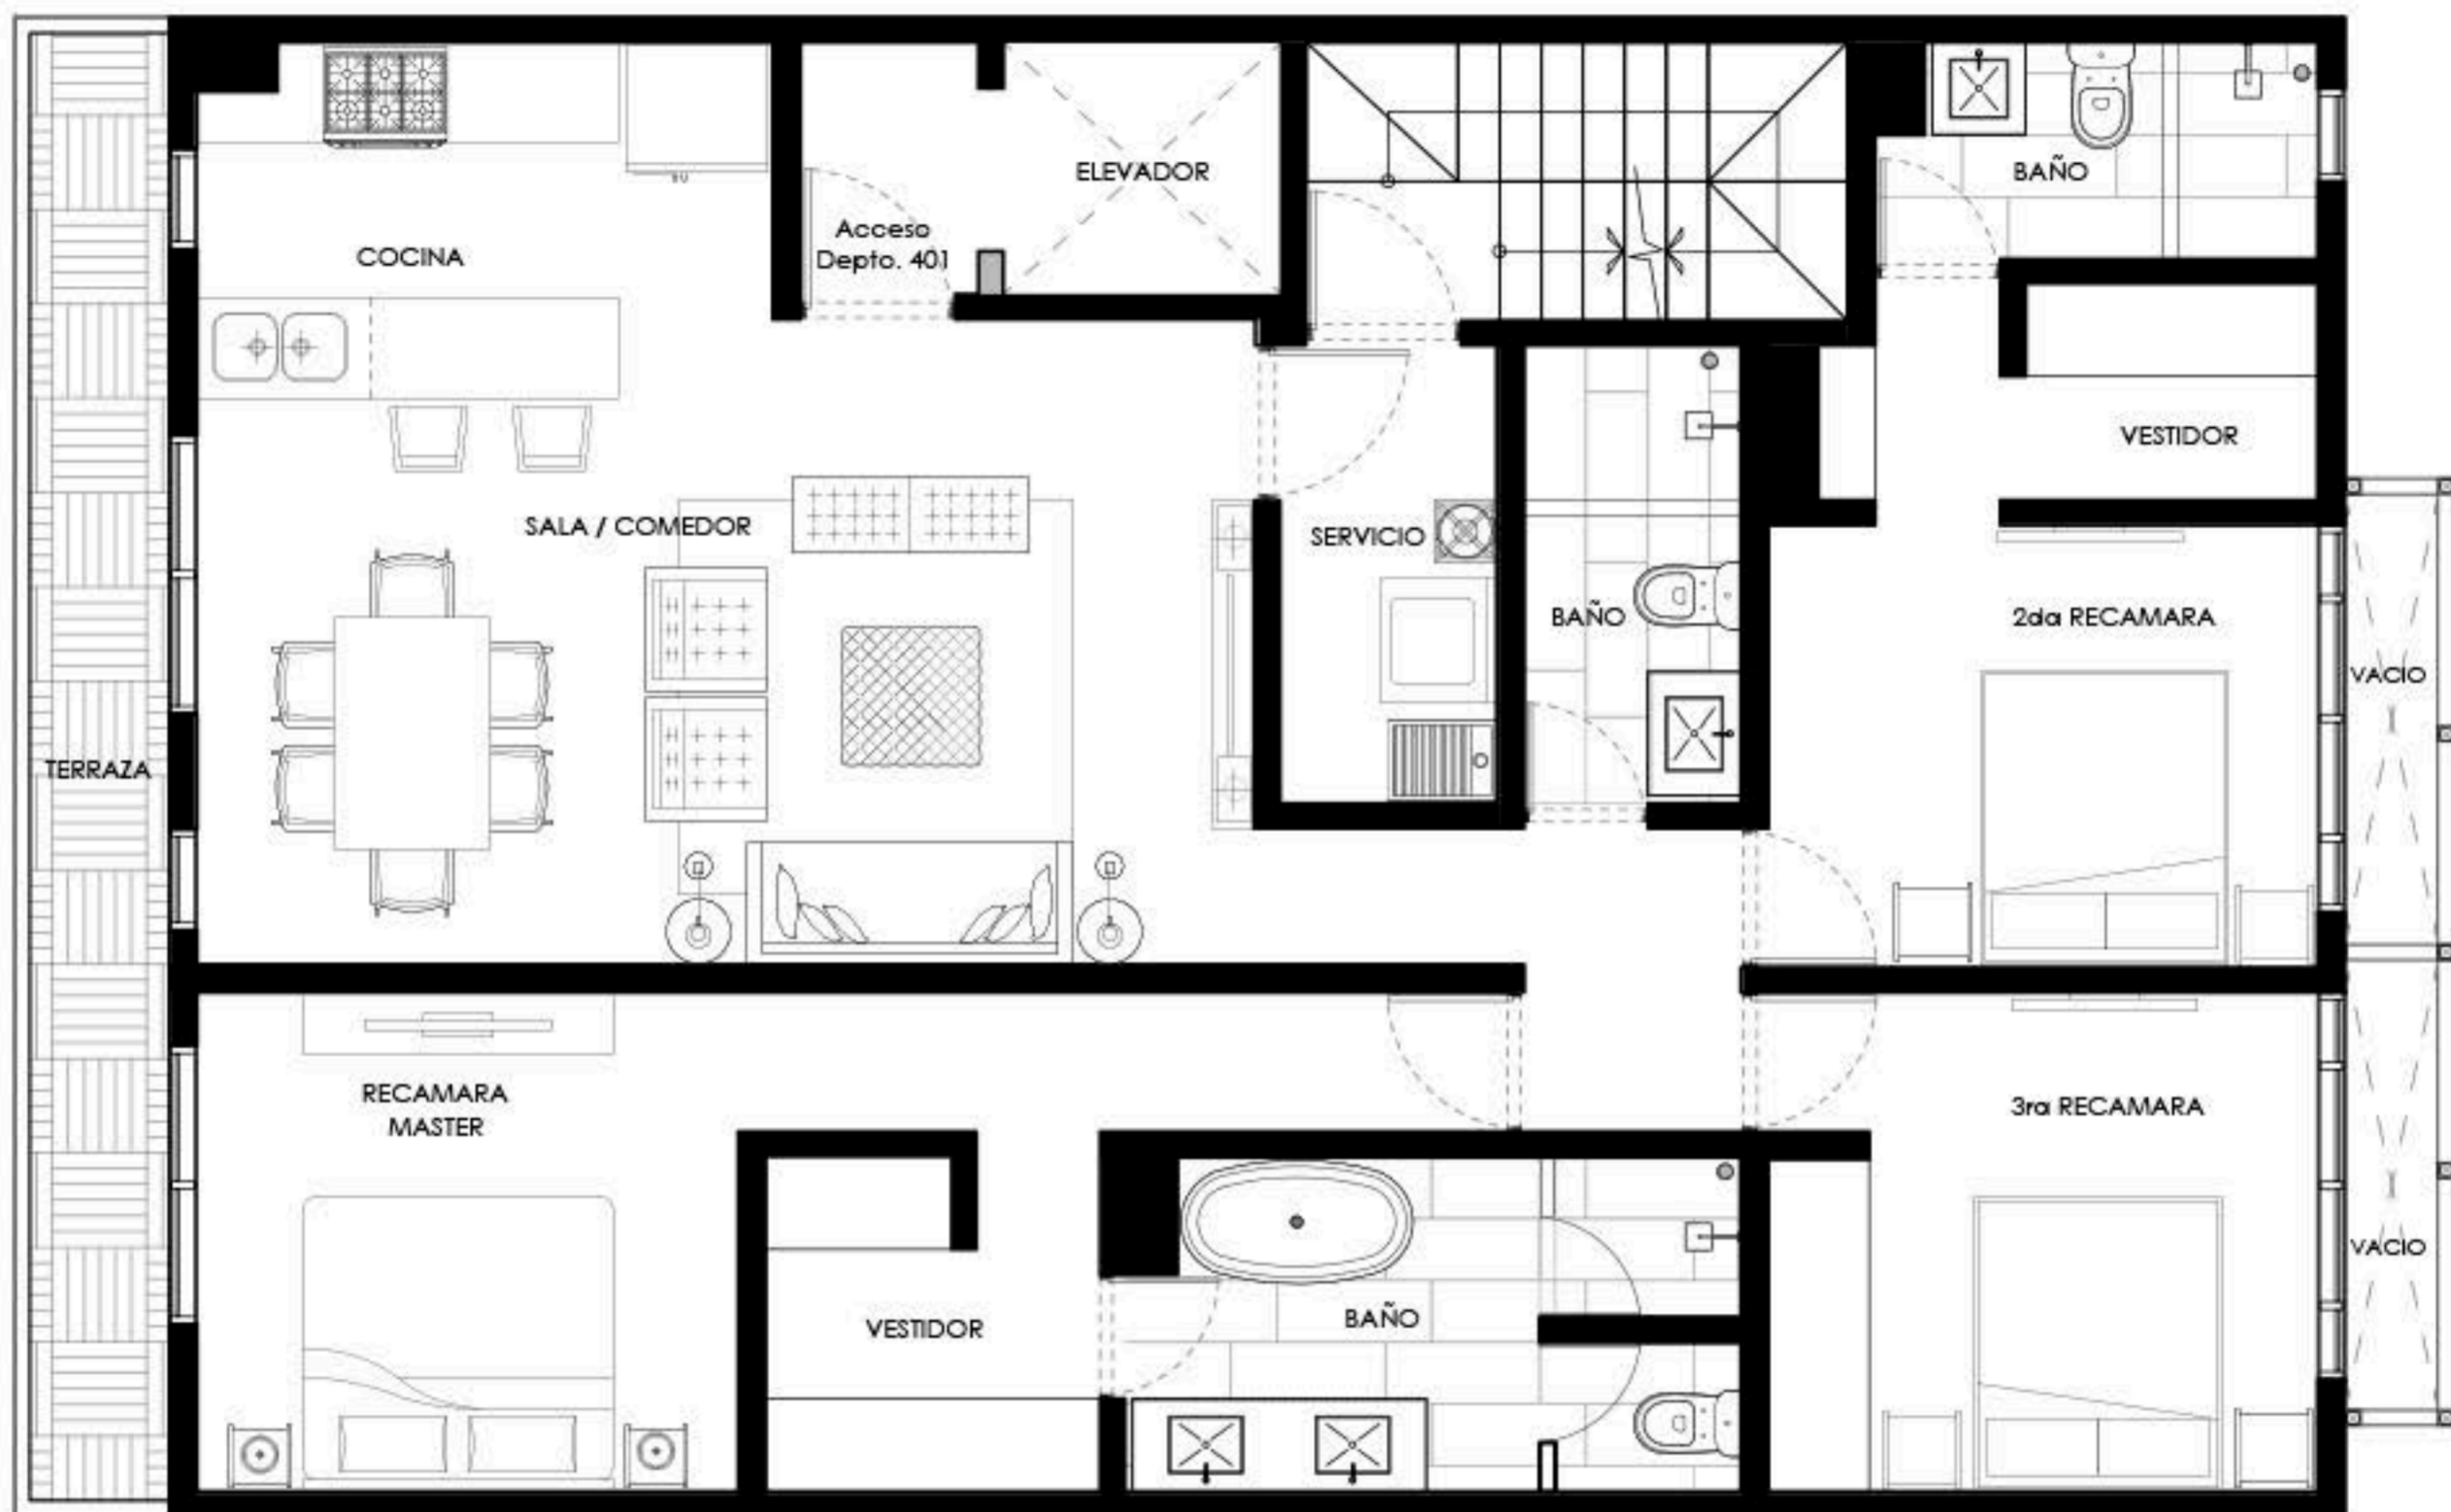 BAÑO
ELEVADOR
Acceso
Depto. 401
COCINA
VESTIDOR
SALA / COMEDOR
SERVICIO
BAÑO
2da RECAMARA
VACIO
TERRAZA
RECAMARA
MASTER
3ra RECAMARA
VACIO
BAÑO
VESTIDOR